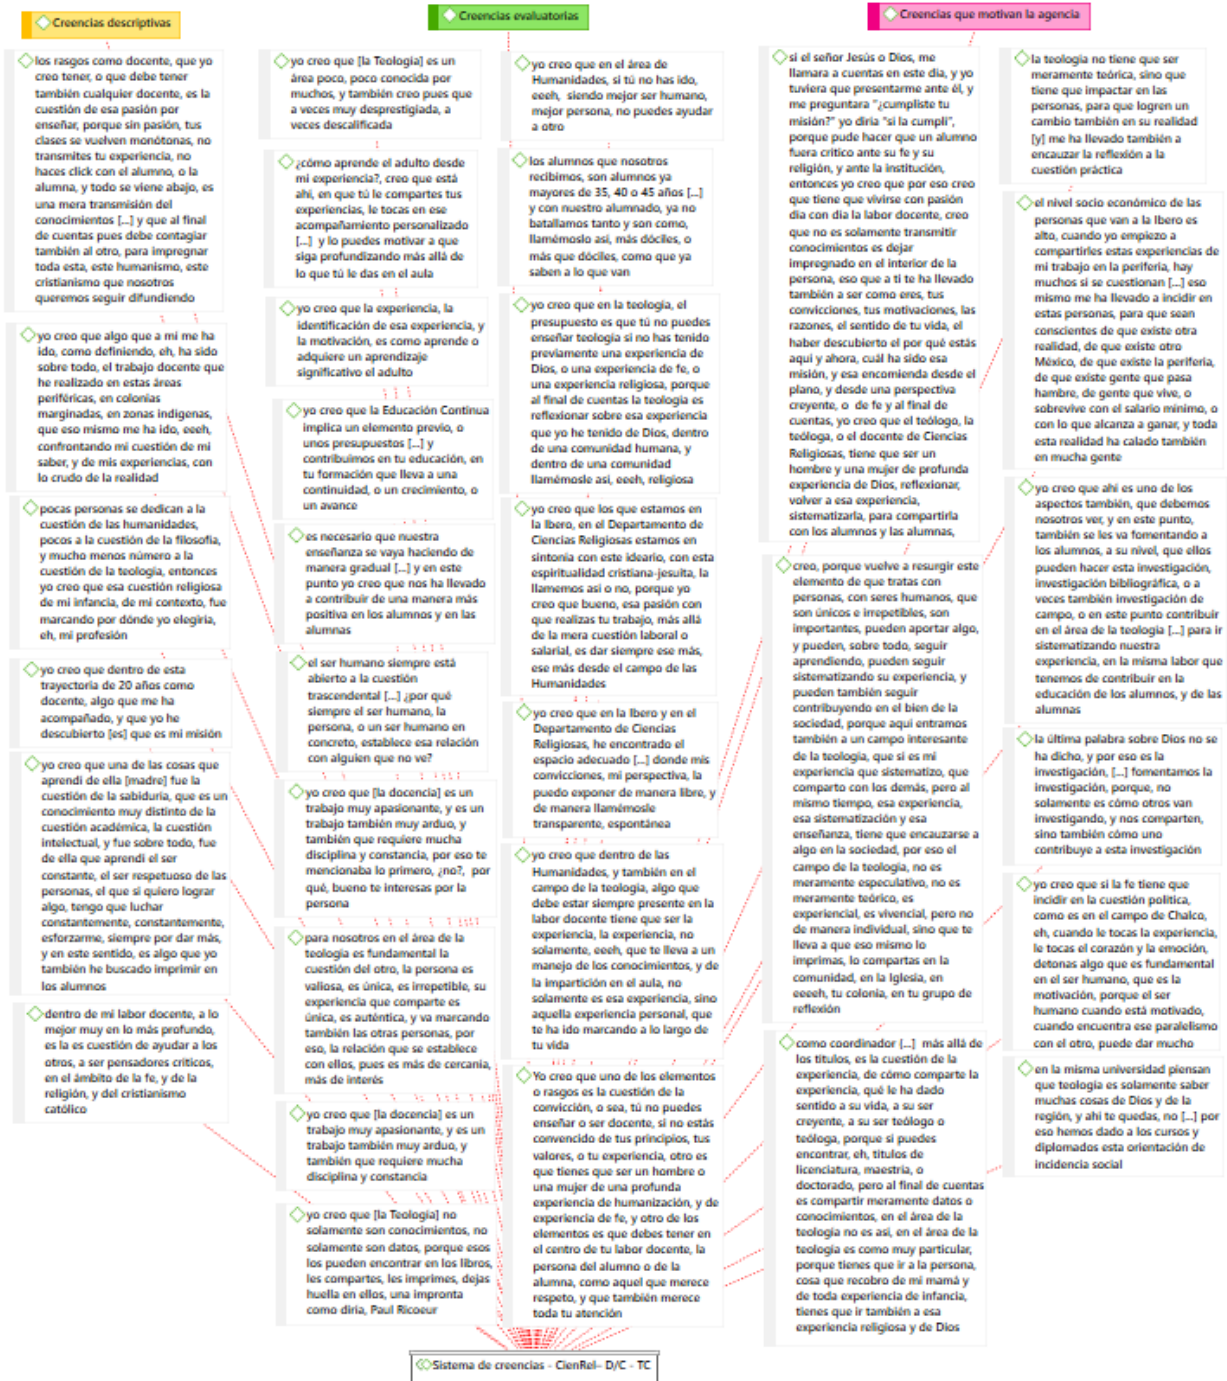 Creencias descriptivas
los rasgos como docente, que yo
creo tener, o que debe tener
también cualquier docente, es la
cuestión de esa pasión por
enseñar, porque sin pasión, tus
clases se vuelven monótonas, no
transmites tu experiencia, no
haces click con el alumno, o la
alumna, y todo se viene abajo, es
una mera transmisión del
conocimientos [...] y que al final
de cuentas pues debe contagiar
también al otro, para impregnar
toda esta, este humanismo, este
cristianismo que nosotros
queremos seguir difundiendo
yo creo que algo que a mi me ha
ido, como definiendo, eh, ha sido
sobre todo, el trabajo docente que
he realizado en estas áreas
periféricas, en colonias
marginadas, en zonas indígenas,
que eso mismo me ha ido, eeeh,
confrontando mi cuestión de mi
saber, y de mis experiencias, con
lo crudo de la realidad
pocas personas se dedican a la
cuestión de las humanidades,
pocos a la cuestión de la filosofía,
y mucho menos número a la
cuestión de la teología, entonces
yo creo que esa cuestión religiosa
de mi infancia, de mi contexto, fue
marcando por dónde yo elegiría,
eh, mi profesión
yo creo que dentro de esta
trayectoria de 20 años como
docente, algo que me ha
acompañado, y que yo he
descubierto [es] que es mi misión
yo creo que una de las cosas que
aprendi de ella [madre] fue la
cuestión de la sabiduría, que es un
conocimiento muy distinto de la
cuestión académica, la cuestión
intelectual, y fue sobre todo, fue
de ella que aprendi el ser
constante, el ser respetuoso de las
personas, el que si quiero lograr
algo, tengo que luchar
constantemente, constantemente,
esforzarme, siempre por dar más,
y en este sentido, es algo que yo
también he buscado imprimir en
los alumnos
dentro de mi labor docente, a lo
mejor muy en lo más profundo,
es la es cuestión de ayudar a los
otros, a ser pensadores críticos,
en el ámbito de la fe, y de la
religión, y del cristianismo
católico
Creencias evaluatorias
yo creo que [la Teología] es un
área poco, poco conocida por
muchos, y también creo pues que
a veces muy desprestigiada, a
veces descalificada
¿cómo aprende el adulto desde
mi experiencia?, creo que está
ahi, en que tú le compartes tus
experiencias, le tocas en ese
acompañamiento personalizado
[...] y lo puedes motivar a que
siga profundizando más allá de
lo que tú le das en el aula
yo creo que la experiencia, la
identificación de esa experiencia, y
la motivación, es como aprende o
adquiere un aprendizaje
significativo el adulto
yo creo que la Educación Continua
implica un elemento previo, o
unos presupuestos [...] y
contribuimos en tu educación, en
tu formación que lleva a una
continuidad, o un crecimiento, o
un avance
es necesario que nuestra
enseñanza se vaya haciendo de
manera gradual [...] y en este
punto yo creo que nos ha llevado
a contribuir de una manera más
positiva en los alumnos y en las
alumnas
el ser humano siempre está
abierto a la cuestión
trascendental [...] ¿por qué
siempre el ser humano, la
persona, o un ser humano en
concreto, establece esa relación
con alguien que no ve?
yo creo que [la docencia] es un
trabajo muy apasionante, y es un
trabajo también muy arduo, y
también que requiere mucha
disciplina y constancia, por eso te
mencionaba lo primero, ¿no?, por
qué, bueno te interesas por la
persona
para nosotros en el área de la
teología es fundamental la
cuestión del otro, la persona es
valiosa, es única, es irrepetible, su
experiencia que comparte es
única, es auténtica, y va marcando
también las otras personas, por
eso, la relación que se establece
con ellos, pues es más de cercanía,
más de interés
yo creo que [la docencia] es un
trabajo muy apasionante, y es un
trabajo también muy arduo, y
también que requiere mucha
disciplina y constancia
yo creo que [la Teología] no
solamente son conocimientos, no
solamente son datos, porque esos
los pueden encontrar en los libros,
les compartes, les imprimes, dejas
huella en ellos, una impronta
como diría, Paul Ricoeur
yo creo que en el área de
Humanidades, si tú no has ido,
eeeh, siendo mejor ser humano,
mejor persona, no puedes ayudar
a otro
los alumnos que nosotros
recibimos, son alumnos ya
mayores de 35, 40 o 45 años [...]
y con nuestro alumnado, ya no
batallamos tanto y son como,
llamémoslo asi, más dóciles, o
más que dóciles, como que ya
saben a lo que van
yo creo que en la teología, el
presupuesto es que tú no puedes
enseñar teología si no has tenido
previamente una experiencia de
Dios, o una experiencia de fe, o
una experiencia religiosa, porque
al final de cuentas la teología es
reflexionar sobre esa experiencia
que yo he tenido de Dios, dentro
de una comunidad humana, y
dentro de una comunidad
llamémosle asi, eeeh, religiosa
yo creo que los que estamos en
la Ibero, en el Departamento de
Ciencias Religiosas estamos en
sintonia con este ideario, con esta
espiritualidad cristiana-jesuita, la
llamemos asi o no, porque yo
creo que bueno, esa pasión con
que realizas tu trabajo, más allá
de la mera cuestión laboral o
salarial, es dar siempre ese más,
ese más desde el campo de las
Humanidades
yo creo que en la Ibero y en el
Departamento de Ciencias
Religiosas, he encontrado el
espacio adecuado [...] donde mis
convicciones, mi perspectiva, la
puedo exponer de manera libre, y
de manera llamémosle
transparente, espontánea
yo creo que dentro de las
Humanidades, y también en el
campo de la teología, algo que
debe estar siempre presente en la
labor docente tiene que ser la
experiencia, la experiencia, no
solamente, eeeh, que te lleva a un
manejo de los conocimientos, y de
la impartición en el aula, no
solamente es esa experiencia, sino
aquella experiencia personal, que
te ha ido marcando a lo largo de
tu vida
Yo creo que uno de los elementos
o rasgos es la cuestión de la
convicción, o sea, tú no puedes
enseñar o ser docente, si no estás
convencido de tus principios, tus
valores, o tu experiencia, otro es
que tienes que ser un hombre o
una mujer de una profunda
experiencia de humanización, y de
experiencia de fe, y otro de los
elementos es que debes tener en
el centro de tu labor docente, la
persona del alumno o de la
alumna, como aquel que merece
respeto, y que también merece
toda tu atención
Creencias que motivan la agencia
si el señor Jesús o Dios, me
llamara a cuentas en este día, y yo
tuviera que presentarme ante él, y
me preguntara "¿cumpliste tu
misión?" yo diria "si la cumplí",
porque pude hacer que un alumno
fuera crítico ante su fe y su
religión, y ante la institución,
entonces yo creo que por eso creo
que tiene que vivirse con pasión
día con día la labor docente, creo
que no es solamente transmitir
conocimientos es dejar
impregnado en el interior de la
persona, eso que a ti te ha llevado
también a ser como eres, tus
convicciones, tus motivaciones, las
razones, el sentido de tu vida, el
haber descubierto el por qué estás
aqui y ahora, cuál ha sido esa
misión, y esa encomienda desde el
plano, y desde una perspectiva
creyente, o de fe y al final de
cuentas, yo creo que el teólogo, la
teóloga, o el docente de Ciencias
Religiosas, tiene que ser un
hombre y una mujer de profunda
experiencia de Dios, reflexionar,
volver a esa experiencia,
sistematizarla, para compartirla
con los alumnos y las alumnas,
creo, porque vuelve a resurgir este
elemento de que tratas con
personas, con seres humanos, que
son únicos e irrepetibles, son
importantes, pueden aportar algo,
y pueden, sobre todo, seguir
aprendiendo, pueden seguir
sistematizando su experiencia, y
pueden también seguir
contribuyendo en el bien de la
sociedad, porque aqui entramos
también a un campo interesante
de la teología, que si es mi
experiencia que sistematizo, que
comparto con los demás, pero al
mismo tiempo, esa experiencia,
esa sistematización y esa
enseñanza, tiene que encauzarse a
algo en la sociedad, por eso el
campo de la teología, no es
meramente especulativo, no es
meramente teórico, es
experiencial, es vivencial, pero no
de manera individual, sino que te
lleva a que eso mismo lo
imprimas, lo compartas en la
comunidad, en la Iglesia, en
eeeeh, tu colonia, en tu grupo de
reflexión
como coordinador [...] más allá de
los títulos, es la cuestión de la
experiencia, de cómo comparte la
experiencia, qué le ha dado
sentido a su vida, a su ser
creyente, a su ser teólogo o
teóloga, porque si puedes
encontrar, eh, títulos de
licenciatura, maestría, o
doctorado, pero al final de cuentas
es compartir meramente datos o
conocimientos, en el área de la
teología no es asi, en el área de la
teología es como muy particular,
porque tienes que ir a la persona,
cosa que recobro de mi mamá y
de toda experiencia de infancia,
tienes que ir también a esa
experiencia religiosa y de Dios
la teología no tiene que ser
meramente teórica, sino que
tiene que impactar en las
personas, para que logren un
cambio también en su realidad
[y] me ha llevado también a
encauzar la reflexión a la
cuestión práctica
el nivel socio económico de las
personas que van a la Ibero es
alto, cuando yo empiezo a
compartirles estas experiencias de
mi trabajo en la periferia, hay
muchos si se cuestionan [...] eso
mismo me ha llevado a incidir en
estas personas, para que sean
conscientes de que existe otra
realidad, de que existe otro
México, de que existe la periferia,
de que existe gente que pasa
hambre, de gente que vive, o
sobrevive con el salario mínimo, o
con lo que alcanza a ganar, y toda
esta realidad ha calado también
en mucha gente
yo creo que ahi es uno de los
aspectos también, que debemos
nosotros ver, y en este punto,
también se les va fomentando a
los alumnos, a su nivel, que ellos
pueden hacer esta investigación,
investigación bibliográfica, o a
veces también investigación de
campo, o en este punto contribuir
en el área de la teología [...] para ir
sistematizando nuestra
experiencia, en la misma labor que
tenemos de contribuir en la
educación de los alumnos, y de las
alumnas
la última palabra sobre Dios no se
ha dicho, y por eso es la
investigación, [...] fomentamos la
investigación, porque, no
solamente es cómo otros van
investigando, y nos comparten,
sino también cómo uno
contribuye a esta investigación
yo creo que si la fe tiene que
incidir en la cuestión política,
como es en el campo de Chalco,
eh, cuando le tocas la experiencia,
le tocas el corazón y la emoción,
detonas algo que es fundamental
en el ser humano, que es la
motivación, porque el ser
humano cuando está motivado,
cuando encuentra ese paralelismo
con el otro, puede dar mucho
en la misma universidad piensan
que teología es solamente saber
muchas cosas de Dios y de la
región, y ahi te quedas, no [...] por
eso hemos dado a los cursos y
diplomados esta orientación de
incidencia social
Sistema de creencias - CienRel- D/C - TC